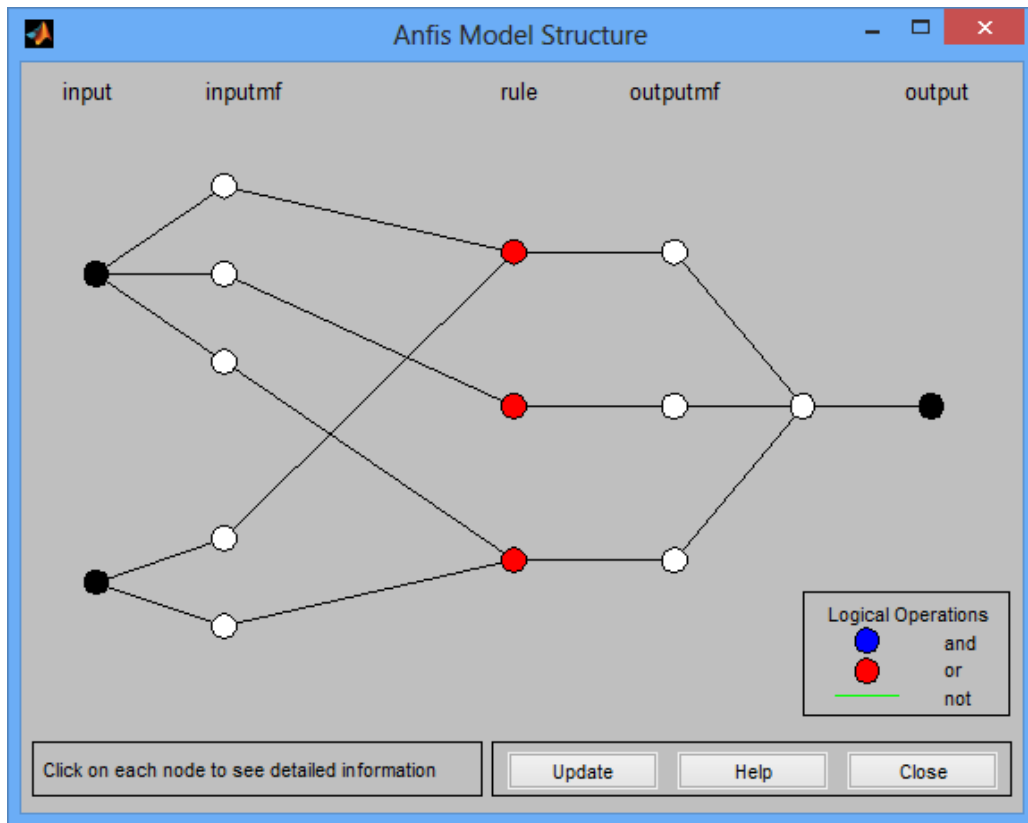 Anfis Model Structure
input inputmf rule outputmf output
Logical Operations
and
or
not
Click on each node to see detailed information
Update Help Close